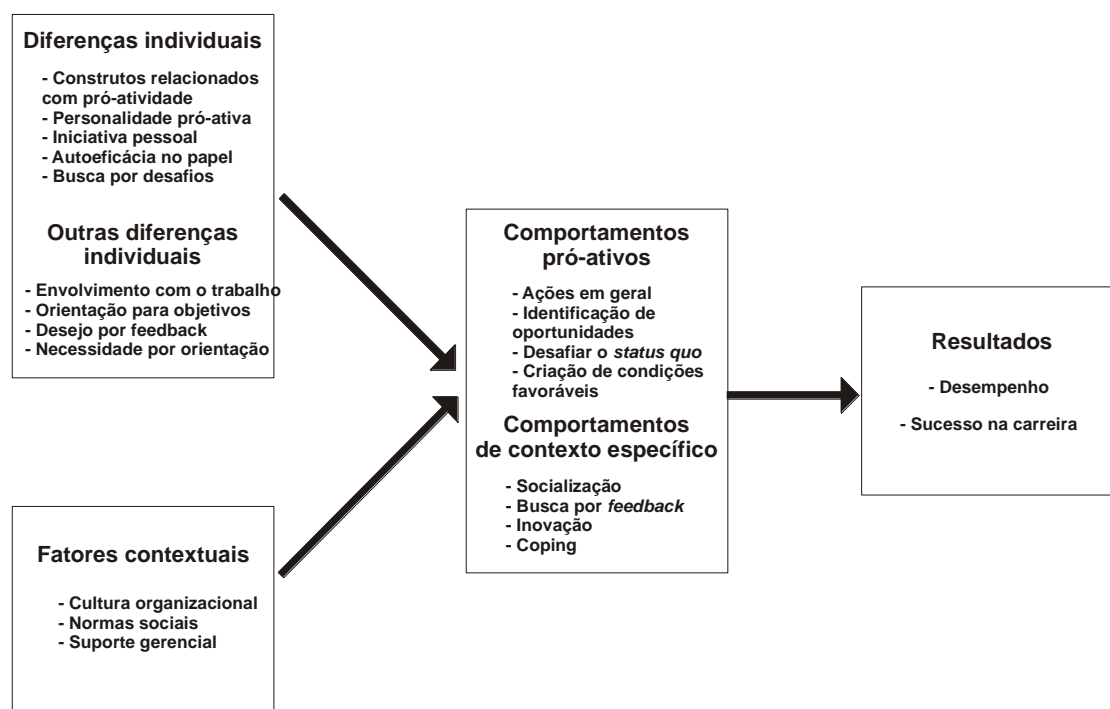 Diferenças individuais
- Construtos relacionados
com pró-atividade
- Personalidade pró-ativa
- Iniciativa pessoal
- Autoeficácia no papel
- Busca por desafios
Outras diferenças
individuais
- Envolvimento com o trabalho
- Orientação para objetivos
- Desejo por feedback
- Necessidade por orientação
Fatores contextuais
- Cultura organizacional
- Normas sociais
- Suporte gerencial
Comportamentos
pró-ativos
- Ações em geral
- Identificação de
oportunidades
- Desafiar o status quo
- Criação de condições
favoráveis
Comportamentos
de contexto específico
- Socialização
- Busca por feedback
- Inovação
- Coping
Resultados
- Desempenho
- Sucesso na carreira